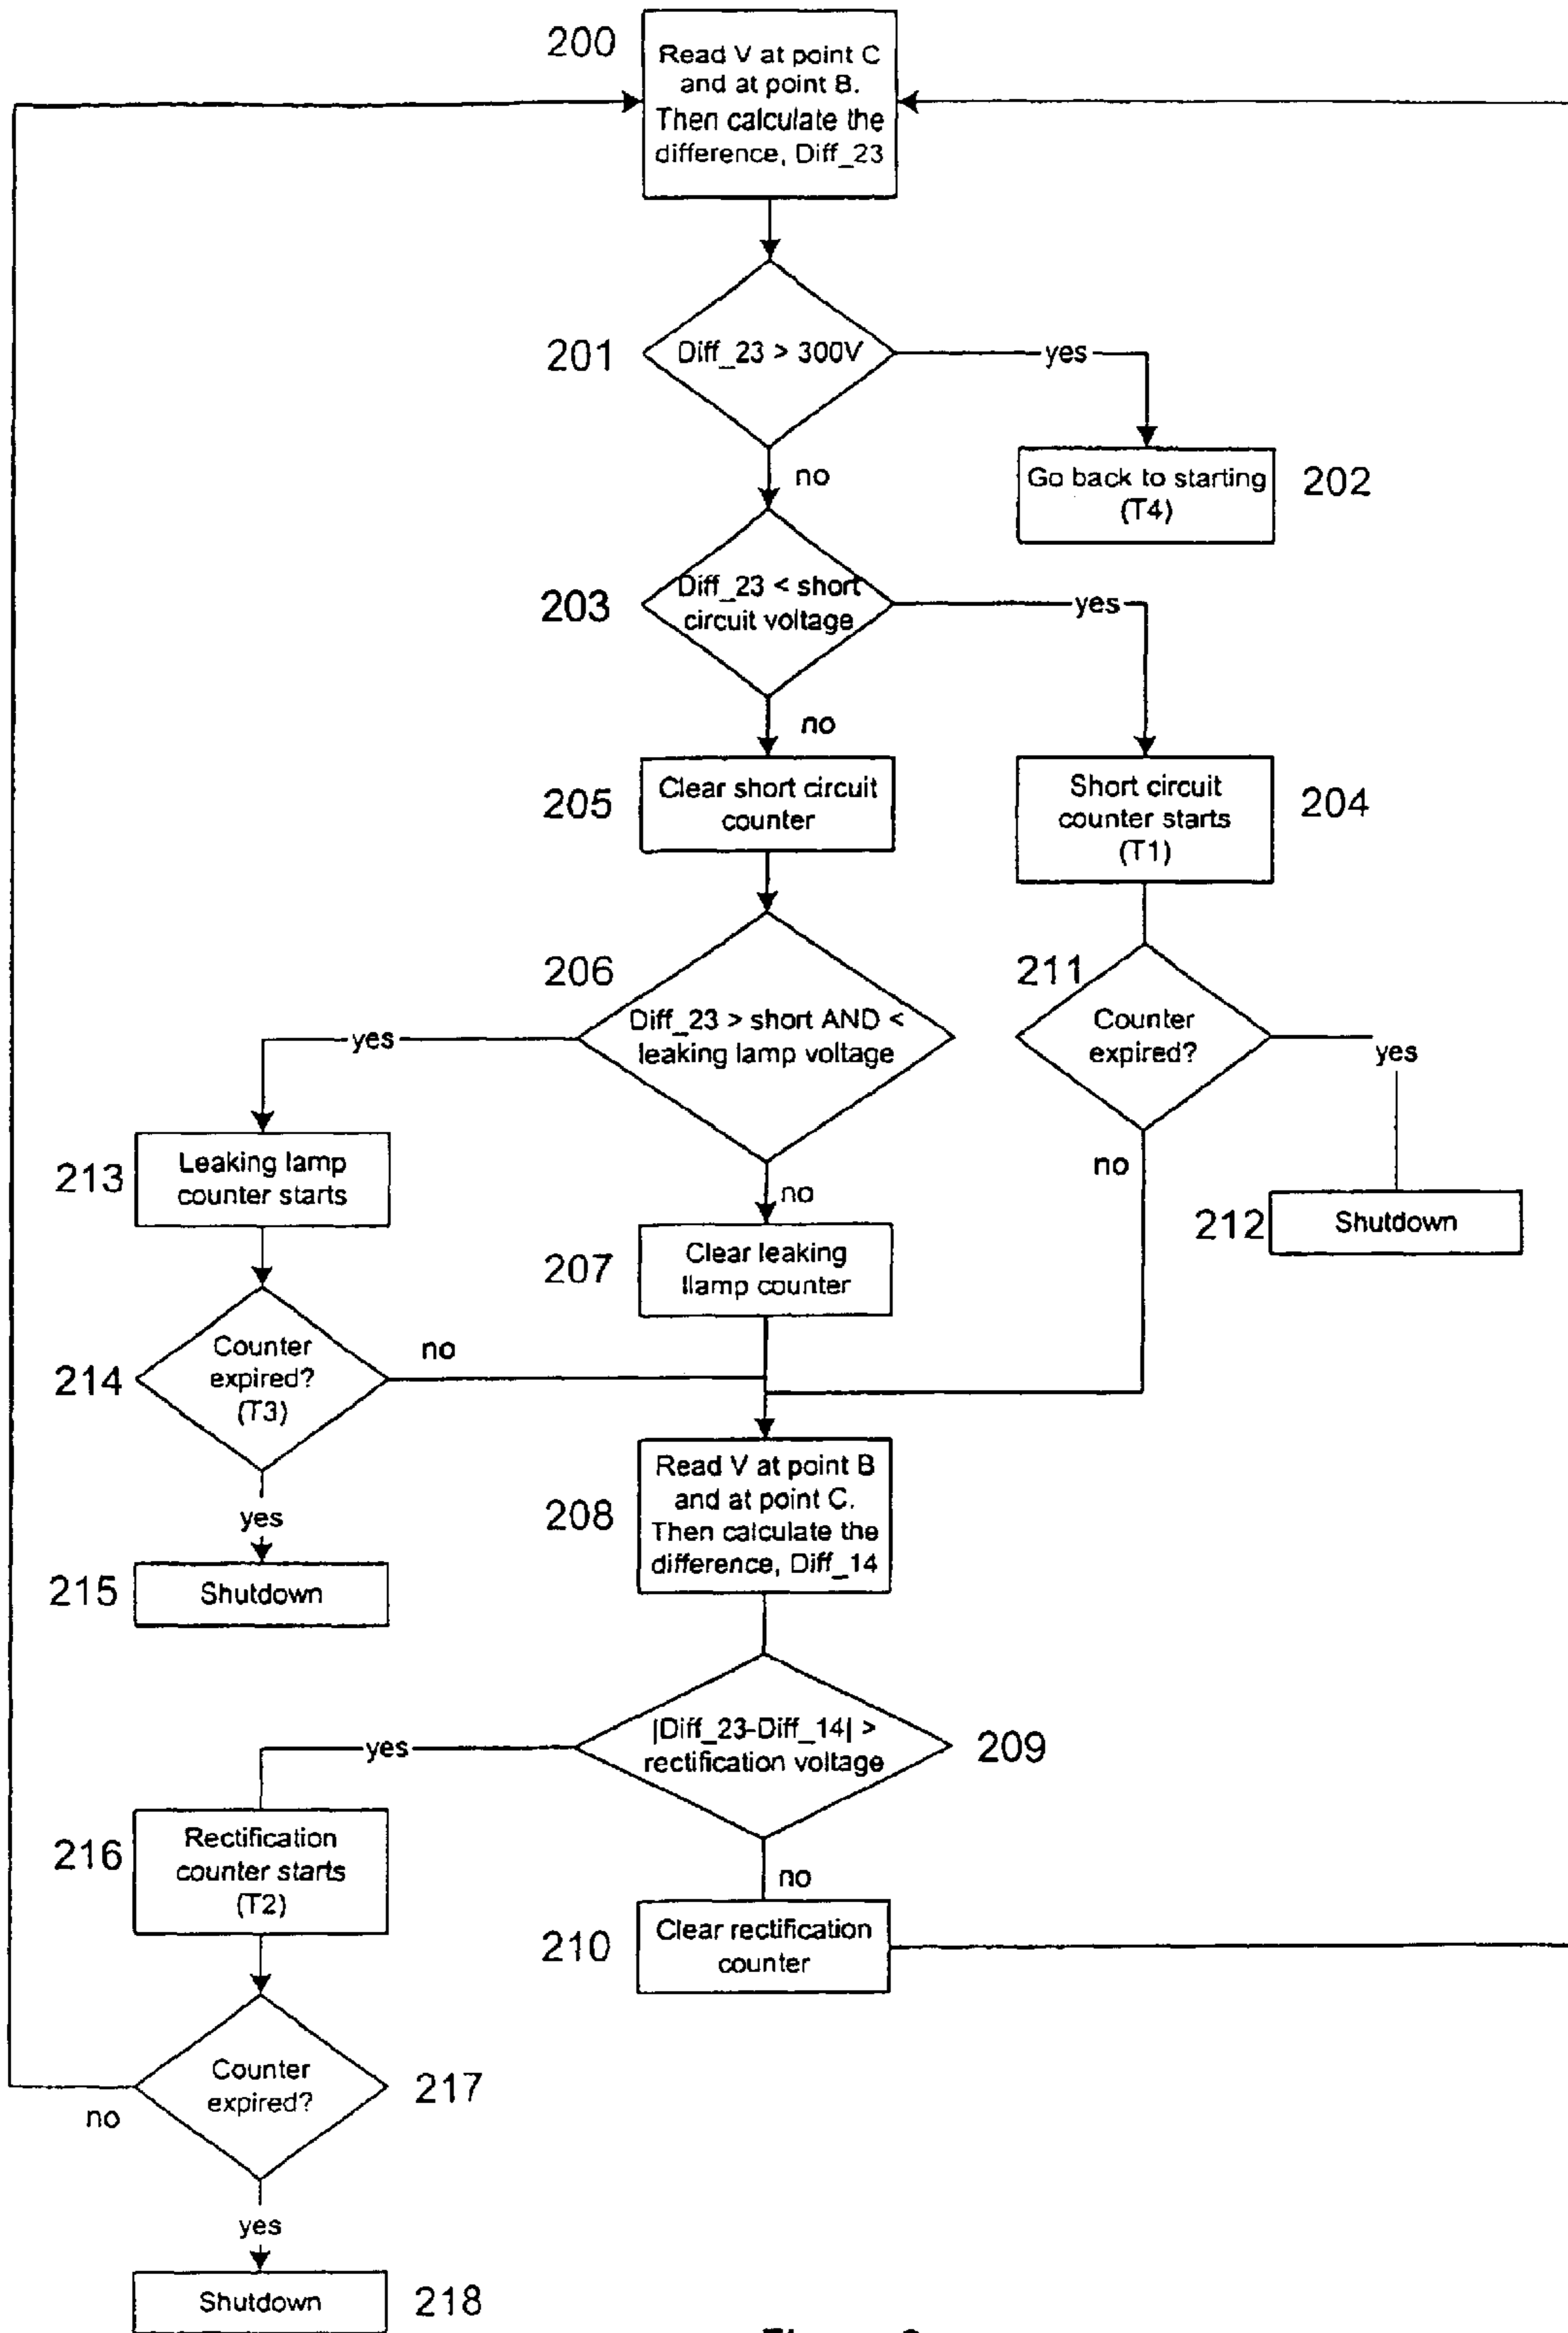 200
Read V at point C
and at point B.
Then calculate the
difference, Diff_23
201
Diff_23 > 300V
yes
no
Go back to starting
(T4)
202
203
Diff_23 < short
circuit voltage
yes
no
205
Clear short circuit
counter
Short circuit
counter starts
(T1)
204
206
Diff_23 > short AND <
leaking lamp voltage
yes
no
211
Counter
expired?
yes
no
212
Shutdown
213
Leaking lamp
counter starts
207
Clear leaking
llamp counter
214
Counter
expired?
(T3)
no
yes
215
Shutdown
208
Read V at point B
and at point C.
Then calculate the
difference, Diff_14
|Diff_23-Diff_14| >
rectification voltage
209
yes
no
216
Rectification
counter starts
(T2)
210
Clear rectification
counter
Counter
expired?
217
no
yes
Shutdown
218